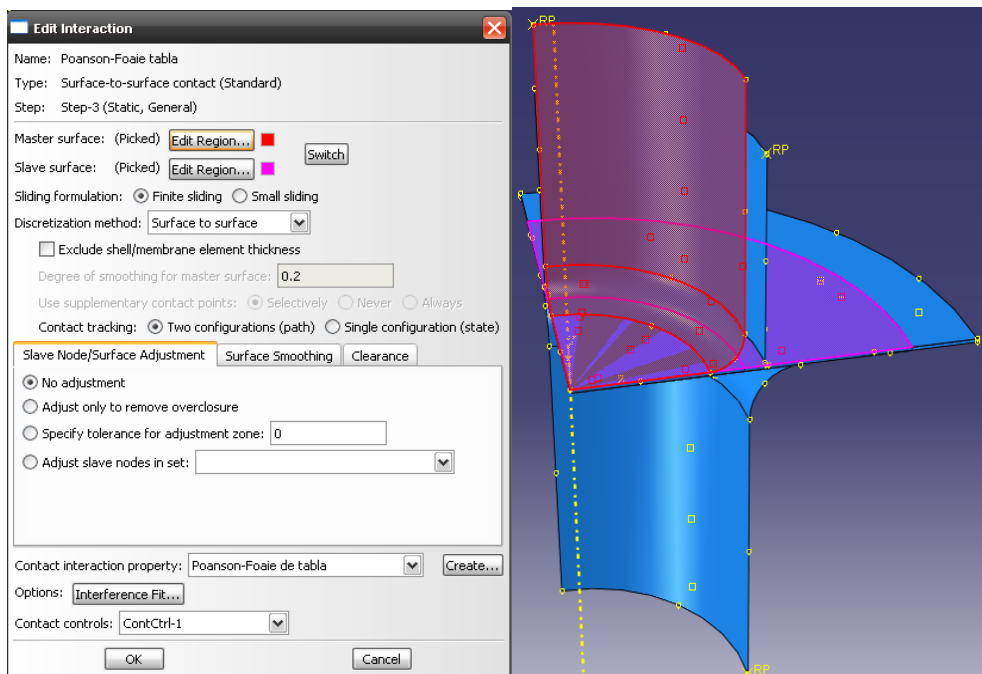 Edit Interaction
Name: Poanson-Foaie tabla
Type: Surface-to-surface contact (Standard)
Step: Step-3 (Static, General)
Master surface: (Picked) Edit Region...
Switch
Slave surface: (Picked) Edit Region...
Sliding formulation: Finite sliding Small sliding
Discretization method: Surface to surface
Exclude shell/membrane element thickness
Degree of smoothing for master surface: 0.2
Use supplementary contact points: Selectively Never Always
Contact tracking: Two configurations (path) Single configuration (state)
Slave Node/Surface Adjustment Surface Smoothing Clearance
No adjustment
Adjust only to remove overclosure
Specify tolerance for adjustment zone: 0
Adjust slave nodes in set:
Contact interaction property: Poanson-Foaie de tabla Create...
Options: Interference Fit...
Contact controls: ContCtrl-1
OK Cancel
RP
RP
RP